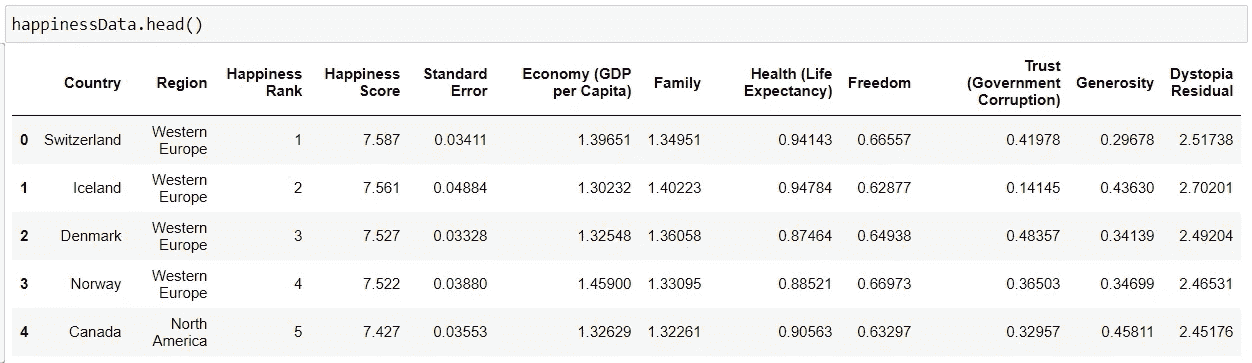 happinessData.head()
Country Region Happiness Rank Happiness Score Standard Error Economy (GDP per Capita) Family Health (Life Expectancy) Freedom Trust (Government Corruption) Generosity Dystopia Residual
0 Switzerland Western Europe 1 7.587 0.03411 1.39651 1.34951 0.94143 0.66557 0.41978 0.29678 2.51738
1 Iceland Western Europe 2 7.561 0.04884 1.30232 1.40223 0.94784 0.62877 0.14145 0.43630 2.70201
2 Denmark Western Europe 3 7.527 0.03328 1.32548 1.36058 0.87464 0.64938 0.48357 0.34139 2.49204
3 Norway Western Europe 4 7.522 0.03880 1.45900 1.33095 0.88521 0.66973 0.36503 0.34699 2.46531
4 Canada North America 5 7.427 0.03553 1.32629 1.32261 0.90563 0.63297 0.32957 0.45811 2.45176